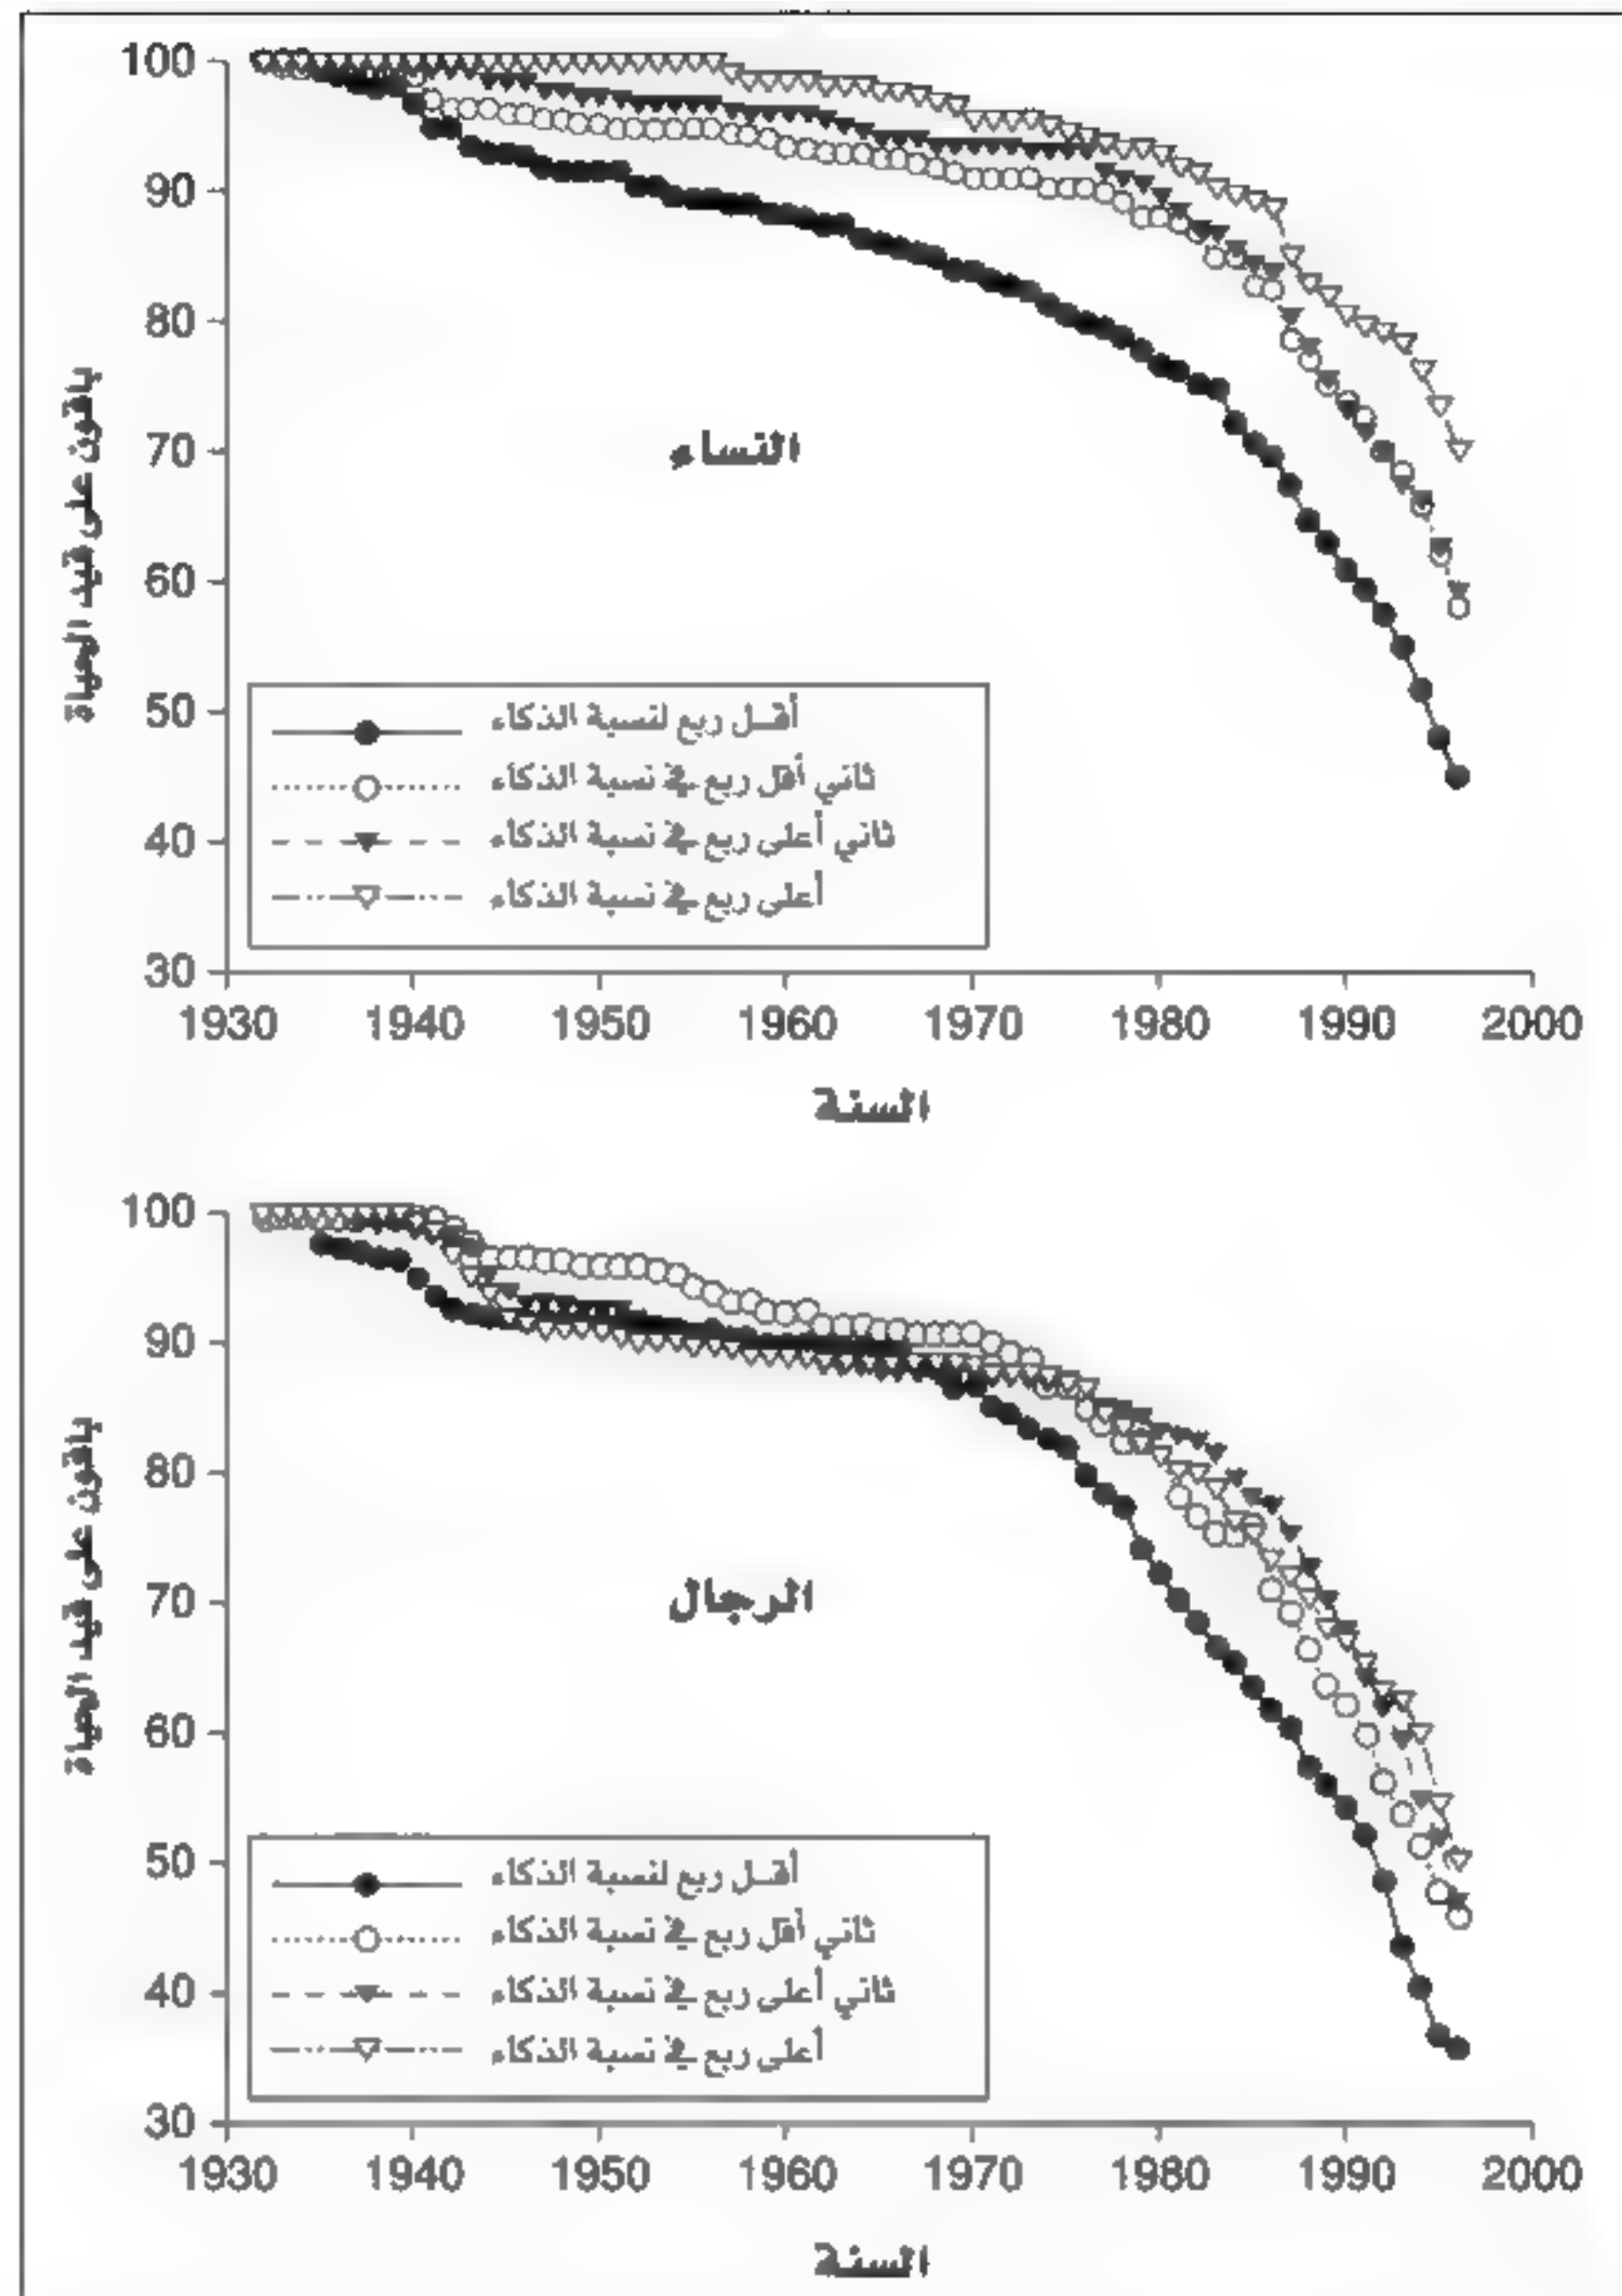 100
90
80
70
60
50
40
30
باقون على قيد الحياة
النساء
أقل ربع لنسبة الذكاء
ثاني أقل ربع في نسبة الذكاء
ثاني أعلى ربع في نسبة الذكاء
أعلى ربع في نسبة الذكاء
1930 1940 1950 1960 1970 1980 1990 2000
السنة
100
90
80
70
60
50
40
30
باقون على قيد الحياة
الرجال
أقل ربع لنسبة الذكاء
ثاني أقل ربع في نسبة الذكاء
ثاني أعلى ربع في نسبة الذكاء
أعلى ربع في نسبة الذكاء
1930 1940 1950 1960 1970 1980 1990 2000
السنة